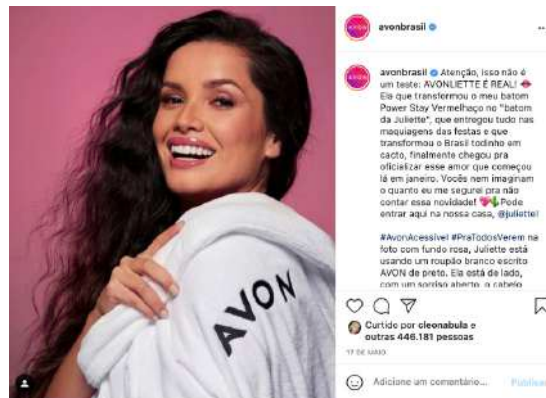 AVON
avonbrasil
avonbrasil Atenção, isso não é
um teste: AVONLIETTE É REAL!
Ela que transformou o meu batom
Power Stay Vermelhaço no "batom
da Juliette", que entregou tudo nas
maquiagens das festas e que
transformou o Brasil todinho em
cacto, finalmente chegou pra
oficializar esse amor que começou
lá em janeiro. Vocês nem imaginam
o quanto eu me segurei pra não
contar essa novidade! Pode
entrar aqui na nossa casa, @juliette!
#AvonAcessível #PraTodosVerem na
foto com fundo rosa, Juliette está
usando um roupão branco escrito
AVON de preto. Ela está de lado,
com um sorriso aberto, o cabelo
Curtido por cleonabula e
outras 446.181 pessoas
17 DE MAIO
Adicione um comentário...
Publicar